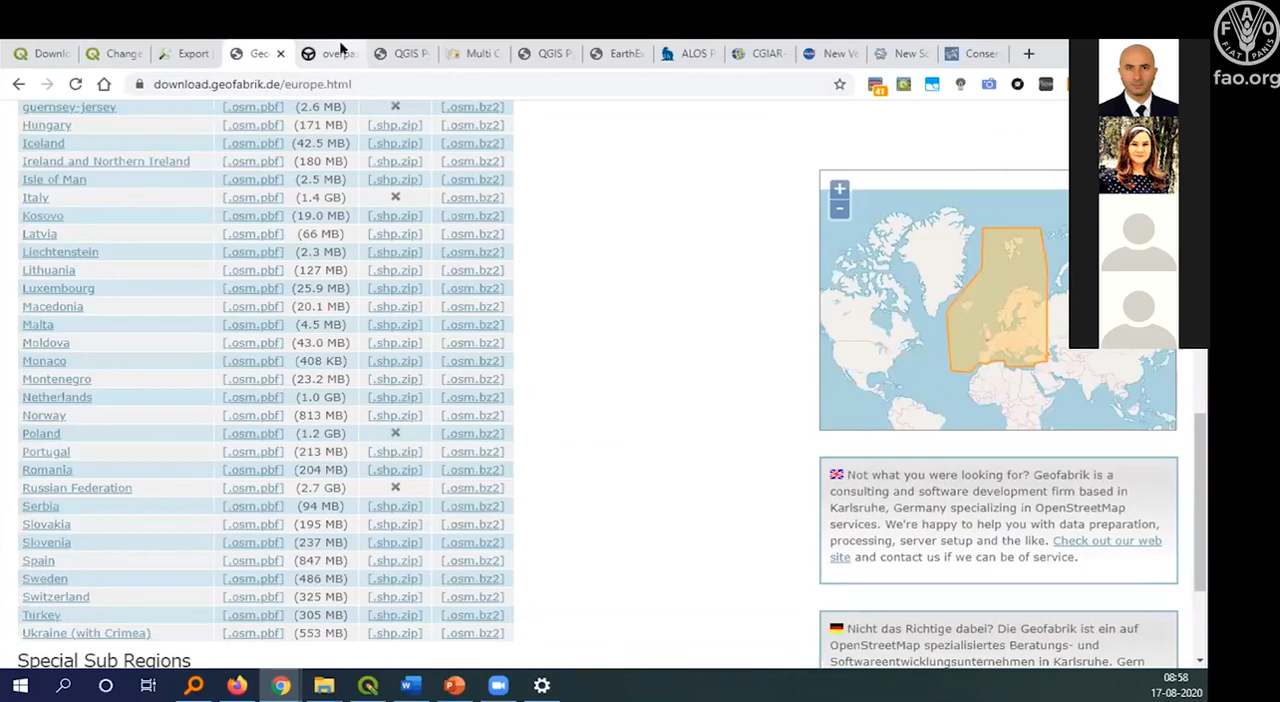 Downlo
Change
Export
Geo
overpas
QGIS P
Multi C
QGIS P
EarthEx
ALOS P
CGIAR-
New Ve
New Sc
Conser
FAO
FIAT PANIS
fao.org
download.geofabrik.de/europe.html
41
guernsey-jersey [.osm.pbf] (2.6 MB) × [.osm.bz2]
Hungary [.osm.pbf] (171 MB) [.shp.zip] [.osm.bz2]
Iceland [.osm.pbf] (42.5 MB) [.shp.zip] [.osm.bz2]
Ireland and Northern Ireland [.osm.pbf] (180 MB) [.shp.zip] [.osm.bz2]
Isle of Man [.osm.pbf] (2.5 MB) [.shp.zip] [.osm.bz2]
Italy [.osm.pbf] (1.4 GB) × [.osm.bz2]
Kosovo [.osm.pbf] (19.0 MB) [.shp.zip] [.osm.bz2]
Latvia [.osm.pbf] (66 MB) [.shp.zip] [.osm.bz2]
Liechtenstein [.osm.pbf] (2.3 MB) [.shp.zip] [.osm.bz2]
Lithuania [.osm.pbf] (127 MB) [.shp.zip] [.osm.bz2]
Luxembourg [.osm.pbf] (25.9 MB) [.shp.zip] [.osm.bz2]
Macedonia [.osm.pbf] (20.1 MB) [.shp.zip] [.osm.bz2]
Malta [.osm.pbf] (4.5 MB) [.shp.zip] [.osm.bz2]
Moldova [.osm.pbf] (43.0 MB) [.shp.zip] [.osm.bz2]
Monaco [.osm.pbf] (408 KB) [.shp.zip] [.osm.bz2]
Montenegro [.osm.pbf] (23.2 MB) [.shp.zip] [.osm.bz2]
Netherlands [.osm.pbf] (1.0 GB) [.shp.zip] [.osm.bz2]
Norway [.osm.pbf] (813 MB) [.shp.zip] [.osm.bz2]
Poland [.osm.pbf] (1.2 GB) × [.osm.bz2]
Portugal [.osm.pbf] (213 MB) [.shp.zip] [.osm.bz2]
Romania [.osm.pbf] (204 MB) [.shp.zip] [.osm.bz2]
Russian Federation [.osm.pbf] (2.7 GB) × [.osm.bz2]
Serbia [.osm.pbf] (94 MB) [.shp.zip] [.osm.bz2]
Slovakia [.osm.pbf] (195 MB) [.shp.zip] [.osm.bz2]
Slovenia [.osm.pbf] (237 MB) [.shp.zip] [.osm.bz2]
Spain [.osm.pbf] (847 MB) [.shp.zip] [.osm.bz2]
Sweden [.osm.pbf] (486 MB) [.shp.zip] [.osm.bz2]
Switzerland [.osm.pbf] (325 MB) [.shp.zip] [.osm.bz2]
Turkey [.osm.pbf] (305 MB) [.shp.zip] [.osm.bz2]
Ukraine (with Crimea) [.osm.pbf] (553 MB) [.shp.zip] [.osm.bz2]
Special Sub Regions
+
-
Not what you were looking for? Geofabrik is a
consulting and software development firm based in
Karlsruhe, Germany specializing in OpenStreetMap
services. We're happy to help you with data preparation,
processing, server setup and the like. Check out our web
site and contact us if we can be of service.
Nicht das Richtige dabei? Die Geofabrik ist ein auf
OpenStreetMap spezialisiertes Beratungs- und
Softwareentwicklungsunternehmen in Karlsruhe. Gern
08:58
17-08-2020